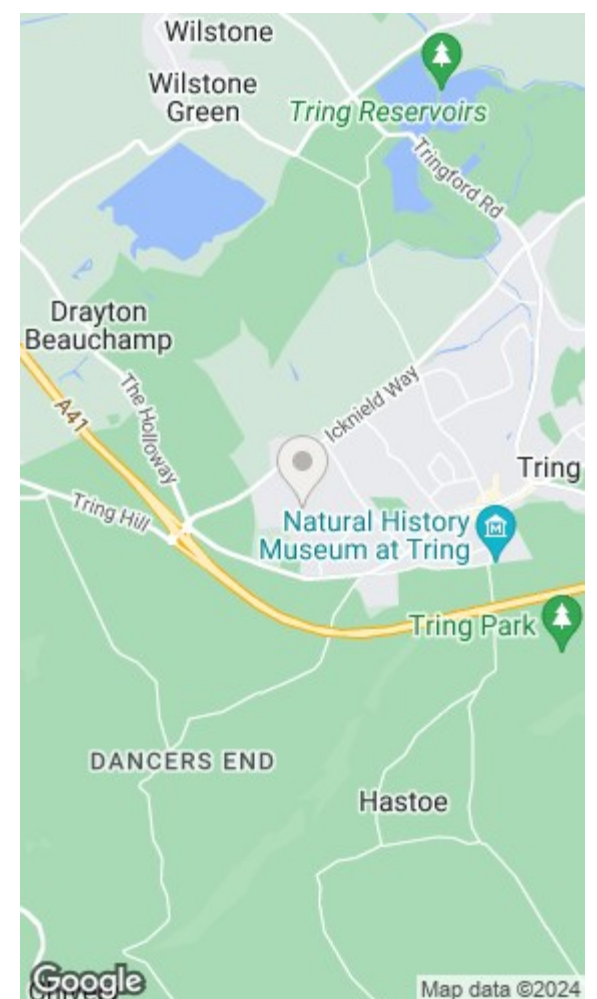 Wilstone
Wilstone
Green
Tring Reservoirs
Tringford Rd
Drayton
Beauchamp
The Holloway
Icknield Way
A41
Tring
Tring Hill
Natural History
Museum at Tring
M
Tring Park
DANCERS END
Hastoe
Google
Map data ©2024